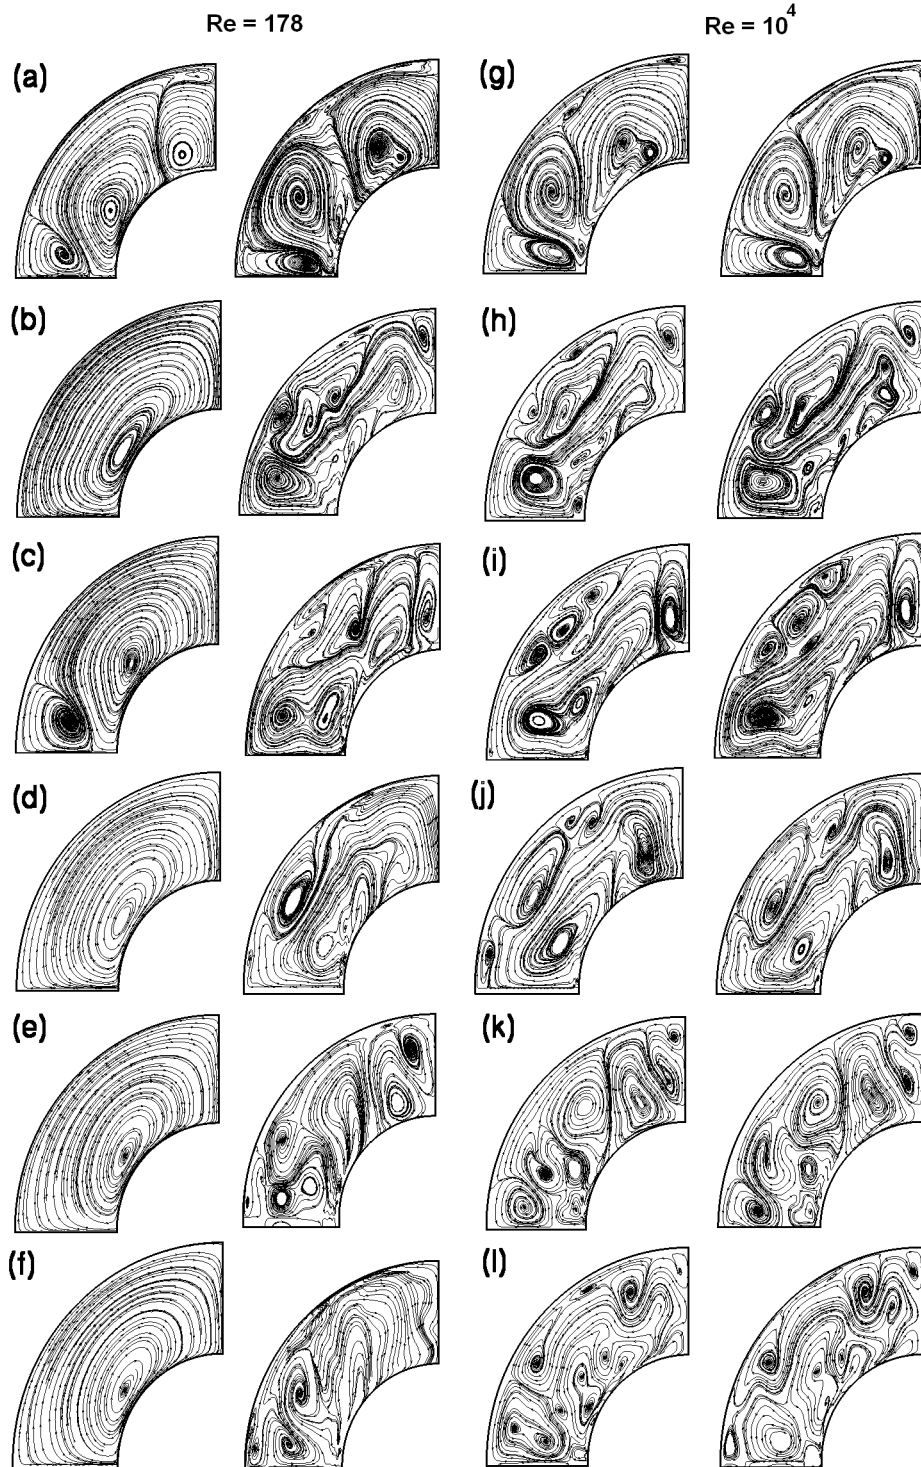 Re = 178
Re = 10^4
(a)
(g)
(b)
(h)
(c)
(i)
(d)
(j)
(e)
(k)
(f)
(l)